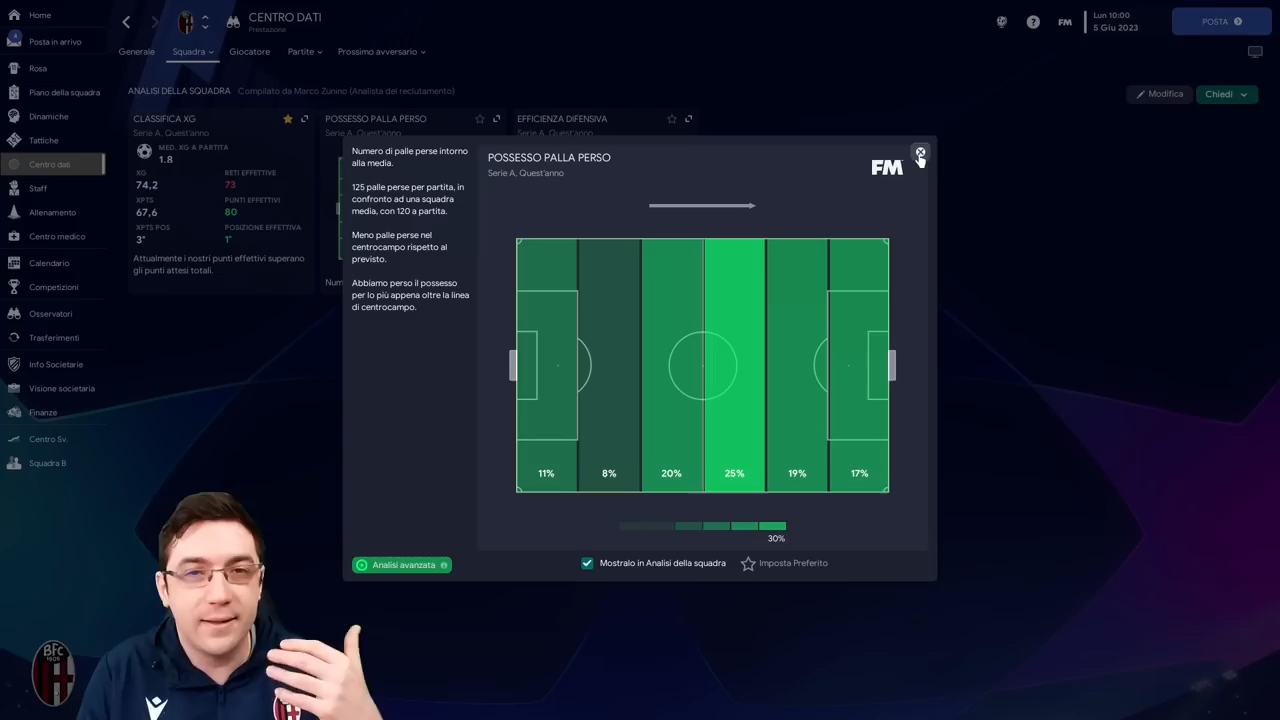 Home
4
Posta in arrivo
Rosa
Piano della squadra
Dinamiche
Tattiche
Centro dati
Staff
Allenamento
Centro medico
Calendario
Competizioni
Osservatori
Trasferimenti
Info Societarie
Visione societaria
Finanze
Centro Sv.
Squadra B
CENTRO DATI
Prestazione
FM
Lun 10:00
5 Giu 2023
POSTA
Generale
Squadra
Giocatore
Partite
Prossimo avversario
ANALISI DELLA SQUADRA Compilato da Marco Zunino (Analista del reclutamento)
Modifica
Chiedi
CLASSIFICA XG
Serie A, Quest'anno
MED. XG A PARTITA
1.8
XG RETI EFFETTIVE
74,2 73
XPTS PUNTI EFFETTIVI
67,6 80
XPTS POS POSIZIONE EFFETTIVA
3° 1°
Attualmente i nostri punti effettivi superano
gli punti attesi totali.
POSSESSO PALLA PERSO
Serie A, Quest'anno
Num
EFFICIENZA DIFENSIVA
Serie A, Quest'anno
Numero di palle perse intorno
alla media.
125 palle perse per partita, in
confronto ad una squadra
media, con 120 a partita.
Meno palle perse nel
centrocampo rispetto al
previsto.
Abbiamo perso il possesso
per lo più appena oltre la linea
di centrocampo.
Analisi avanzata
POSSESSO PALLA PERSO
Serie A, Quest'anno
FM
11% 8% 20% 25% 19% 17%
30%
Mostralo in Analisi della squadra
Imposta Preferito
BFC
1909